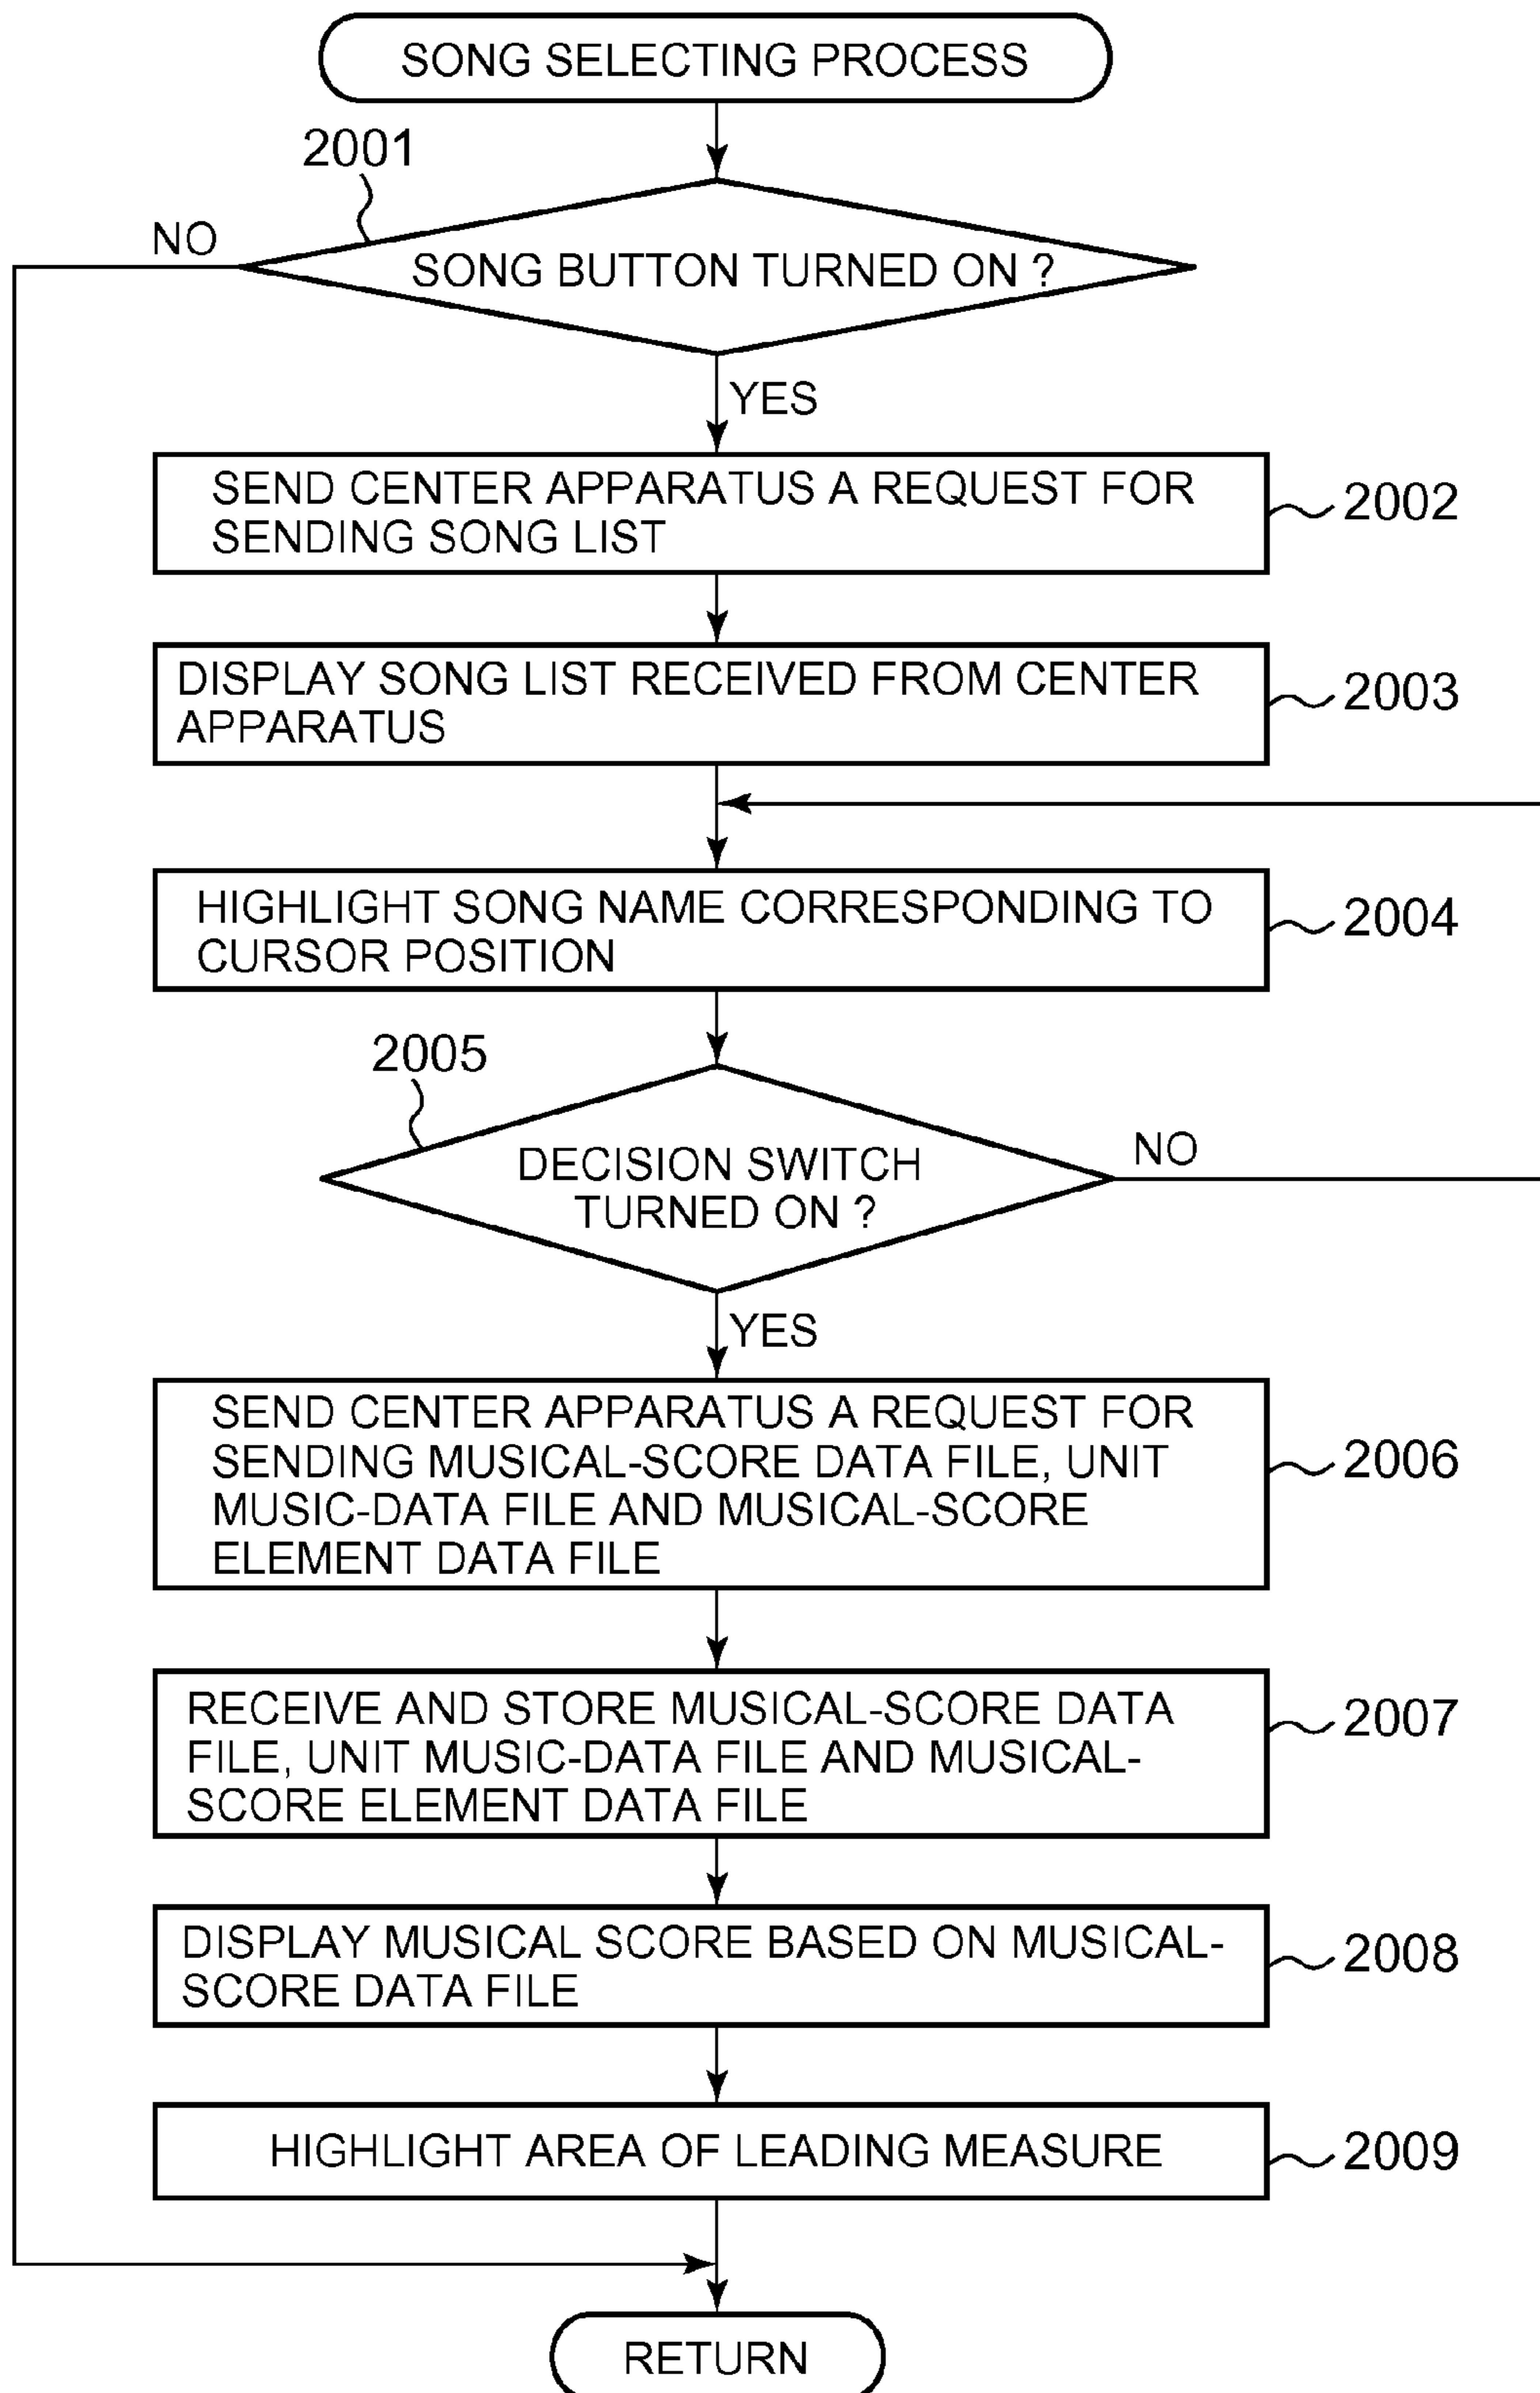 SONG SELECTING PROCESS
2001
NO
SONG BUTTON TURNED ON ?
YES
SEND CENTER APPARATUS A REQUEST FOR
SENDING SONG LIST
2002
DISPLAY SONG LIST RECEIVED FROM CENTER
APPARATUS
2003
HIGHLIGHT SONG NAME CORRESPONDING TO
CURSOR POSITION
2004
2005
DECISION SWITCH
TURNED ON ?
NO
YES
SEND CENTER APPARATUS A REQUEST FOR
SENDING MUSICAL-SCORE DATA FILE, UNIT
MUSIC-DATA FILE AND MUSICAL-SCORE
ELEMENT DATA FILE
2006
RECEIVE AND STORE MUSICAL-SCORE DATA
FILE, UNIT MUSIC-DATA FILE AND MUSICAL-
SCORE ELEMENT DATA FILE
2007
DISPLAY MUSICAL SCORE BASED ON MUSICAL-
SCORE DATA FILE
2008
HIGHLIGHT AREA OF LEADING MEASURE
2009
RETURN